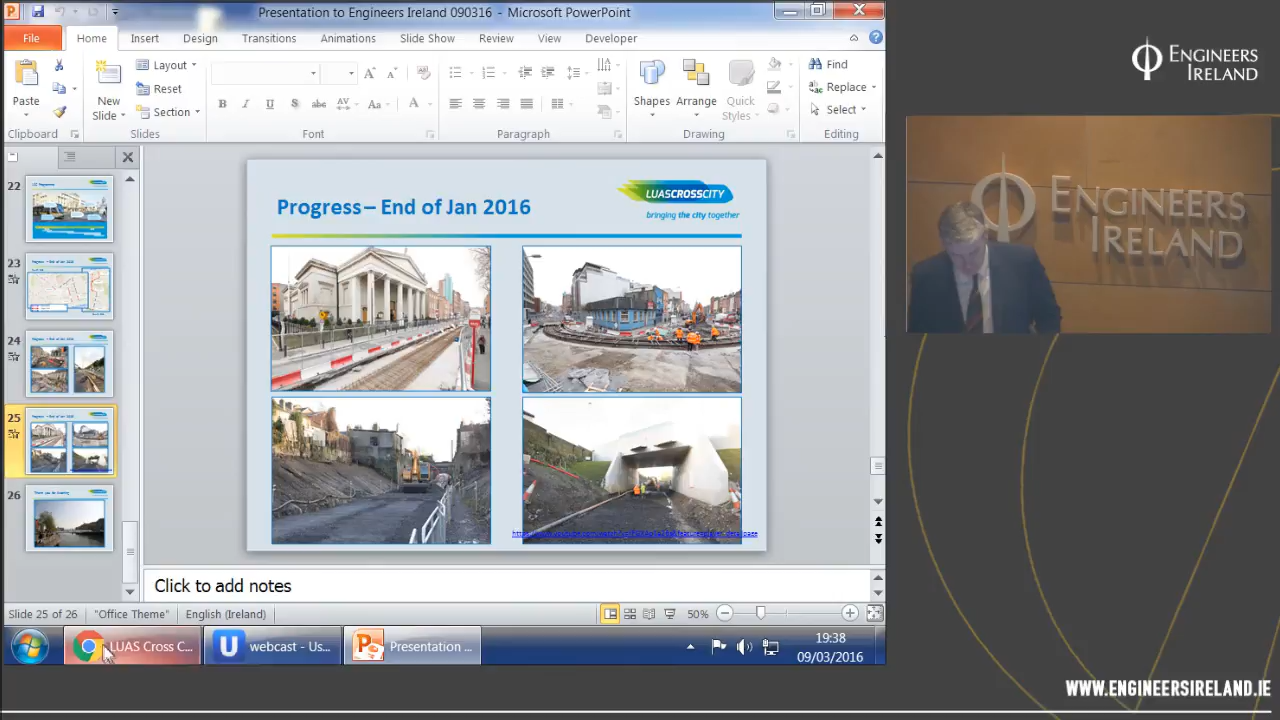 Presentation to Engineers Ireland 090316 - Microsoft PowerPoint
File
Home
Insert
Design
Transitions
Animations
Slide Show
Review
View
Developer
Paste
New
Slide
Layout
Reset
Section
Shapes
Arrange
Quick
Styles
Find
Replace
Select
Clipboard
Slides
Font
Paragraph
Drawing
Editing
22
23
24
25
26
Progress – End of Jan 2016
LUASCROSSCITY
bringing the city together
Click to add notes
Slide 25 of 26
"Office Theme"
English (Ireland)
50%
LUAS Cross C...
webcast - Us...
Presentation ...
19:38
09/03/2016
ENGINEERS
IRELAND
ENGINEERS
IRELAND
WWW.ENGINEERSIRELAND.IE